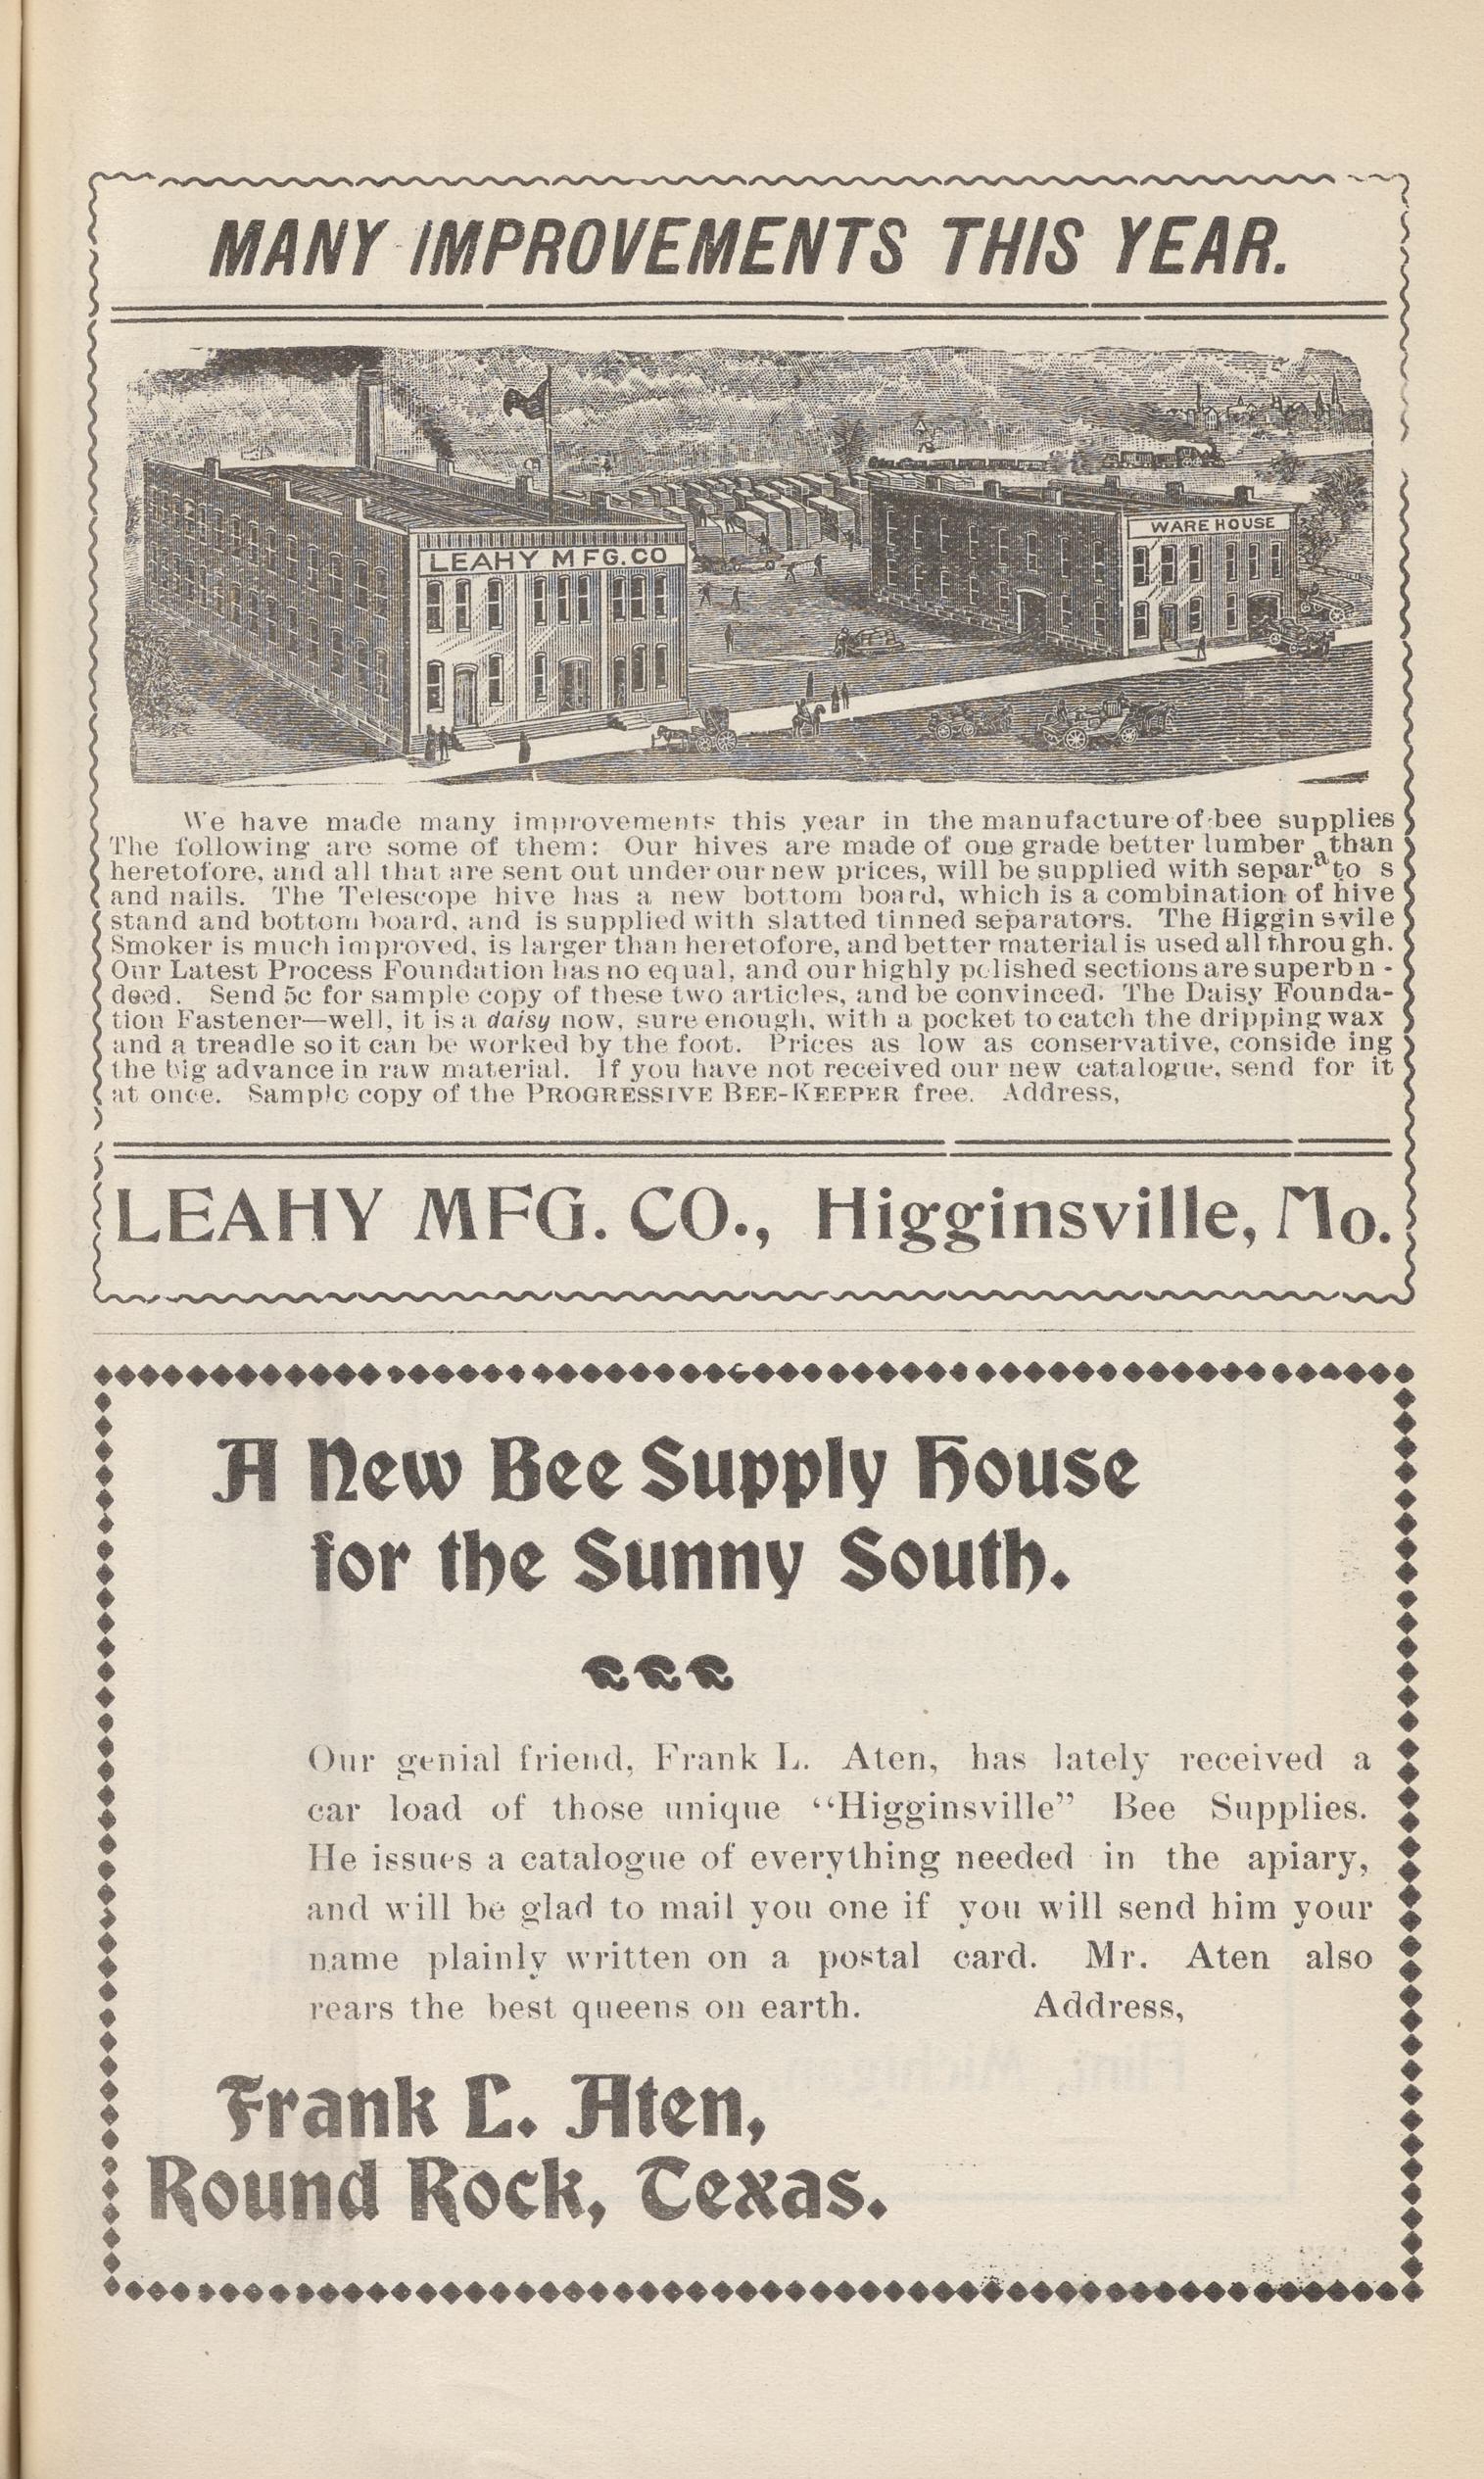 MANY IMPROVEMENTS THIS YEAR.
LEAHY MFG. CO
WARE HOUSE
We have made many improvements this year in the manufacture of bee supplies
The following are some of them: Our hives are made of one grade better lumber than
heretofore, and all that are sent out under our new prices, will be supplied with separato s
and nails. The Telescope hive has a new bottom board, which is a combination of hive
stand and bottom board, and is supplied with slatted tinned separators. The Higgin svile
Smoker is much improved, is larger than heretofore, and better material is used all through.
Our Latest Process Foundation has no equal, and our highly polished sections are superb n -
deed. Send 5c for sample copy of these two articles, and be convinced. The Daisy Founda-
tion Fastener—well, it is a daisy now, sure enough, with a pocket to catch the dripping wax
and a treadle so it can be worked by the foot. Prices as low as conservative, conside ing
the big advance in raw material. If you have not received our new catalogue, send for it
at once. Sample copy of the PROGRESSIVE BEE-KEEPER free. Address,
LEAHY MFG. CO., Higginsville, Mo.
A New Bee Supply House
for the Sunny South.
Our genial friend, Frank L. Aten, has lately received a
car load of those unique “Higginsville” Bee Supplies.
He issues a catalogue of everything needed in the apiary,
and will be glad to mail you one if you will send him your
name plainly written on a postal card. Mr. Aten also
rears the best queens on earth. Address,
Frank L. Aten,
Round Rock, Texas.